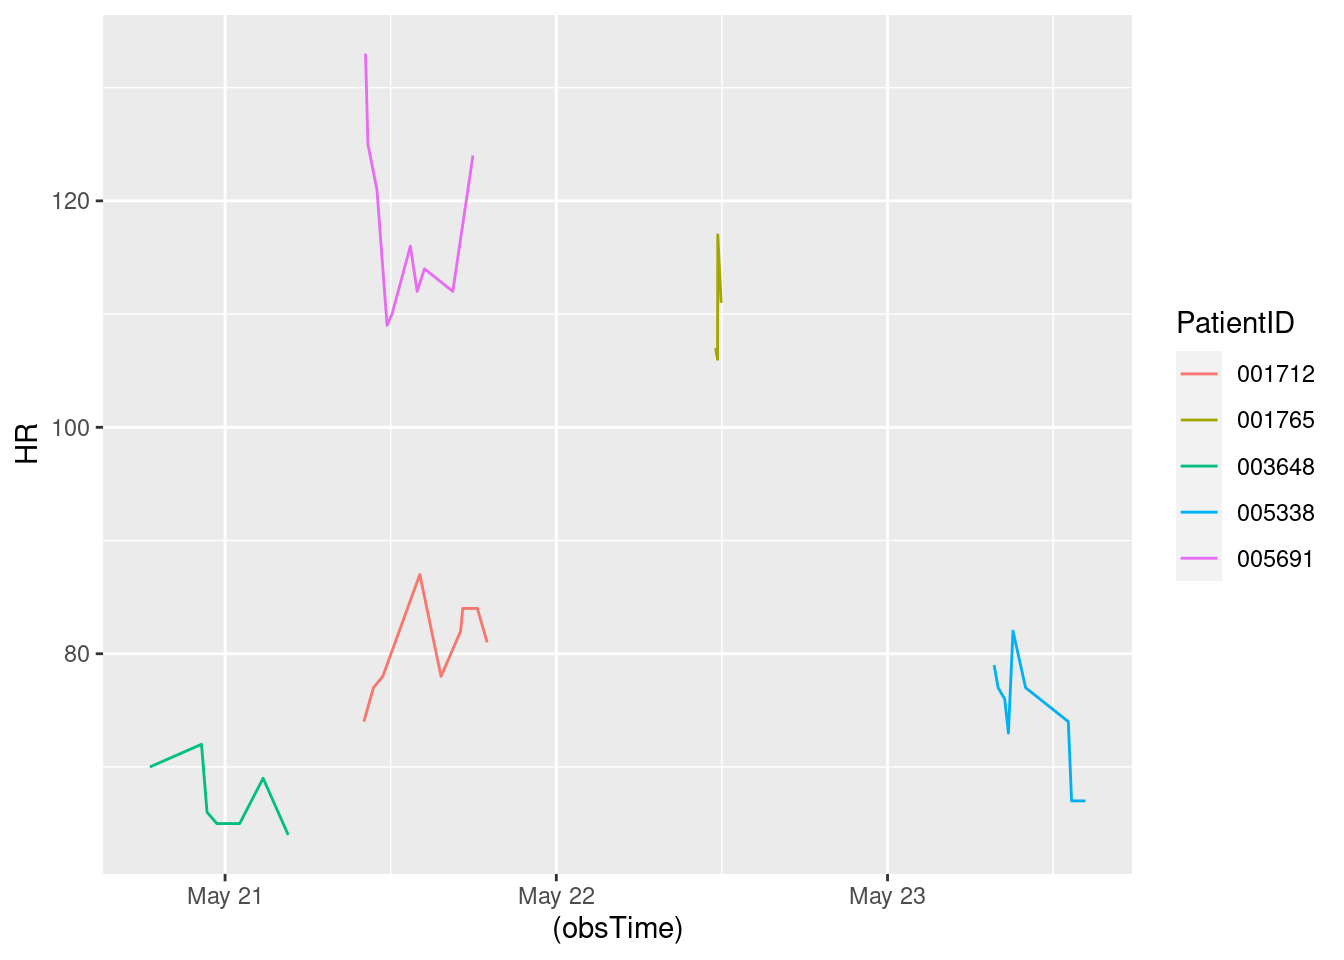 120
100
80
HR
May 21
May 22
May 23
(obsTime)
PatientID
001712
001765
003648
005338
005691